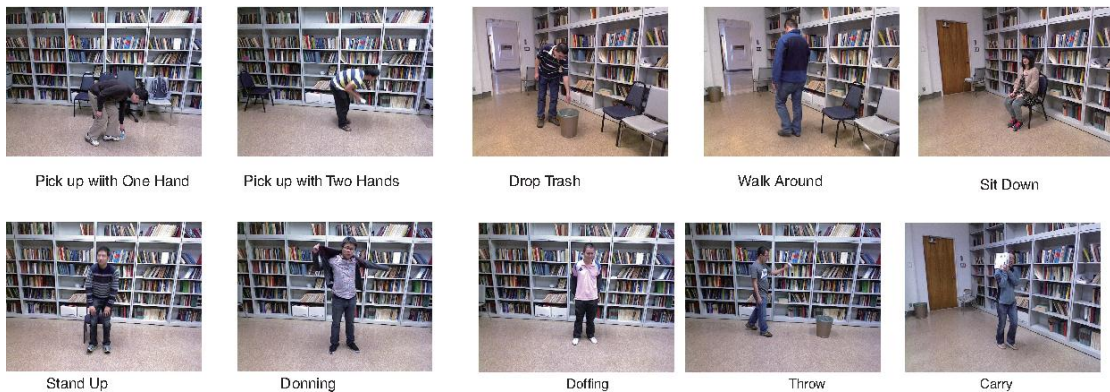 Pick up wiith One Hand
Pick up with Two Hands
Drop Trash
Walk Around
Sit Down
Stand Up
Donning
Doffing
Throw
Carry